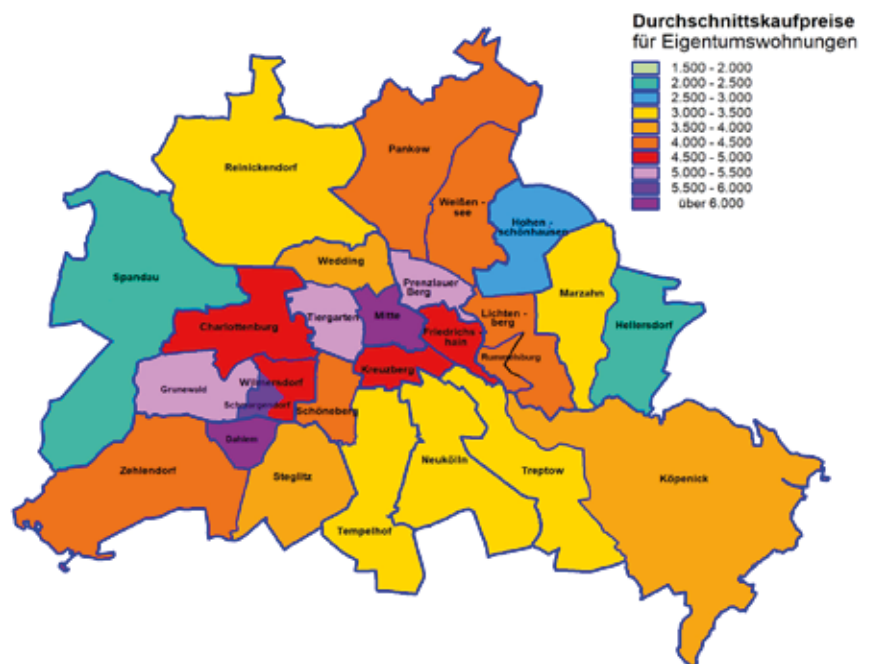 Durchschnittskaufpreise
für Eigentumswohnungen
1.500 - 2.000
2.000 - 2.500
2.500 - 3.000
3.000 - 3.500
3.500 - 4.000
4.000 - 4.500
4.500 - 5.000
5.000 - 5.500
5.500 - 6.000
über 6.000
Pankow
Reinickendorf
Weißen -
see
Hohen -
schönhausen
Wedding
Spandau
Prenzlauer
Berg
Marzahn
Tiergarten
Mitte
Lichten -
berg
Hellersdorf
Charlottenburg
Friedrichs -
hain
Rummelsburg
Kreuzberg
Grunewald
Wilmersdorf
Schmargendorf
Schöneberg
Dahlem
Zehlendorf
Steglitz
Neukölln
Treptow
Köpenick
Tempelhof